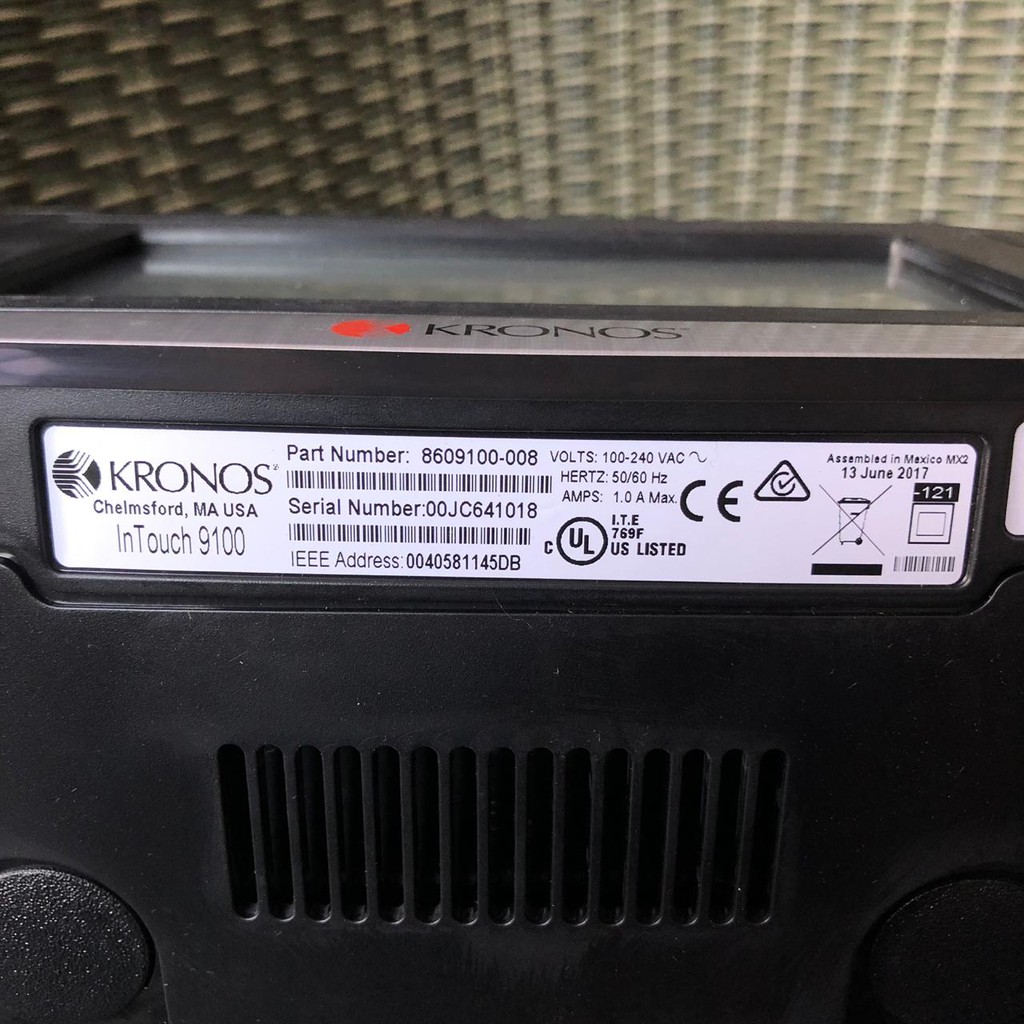 KRONOS
KRONOS®
Chelmsford, MA USA
InTouch 9100
Part Number: 8609100-008
Serial Number:00JC641018
IEEE Address:0040581145DB
VOLTS: 100-240 VAC
HERTZ: 50/60 Hz
AMPS: 1.0 A Max.
C UL
I.T.E
769F
US LISTED
CE
Assembled in Mexico MX2
13 June 2017
-121